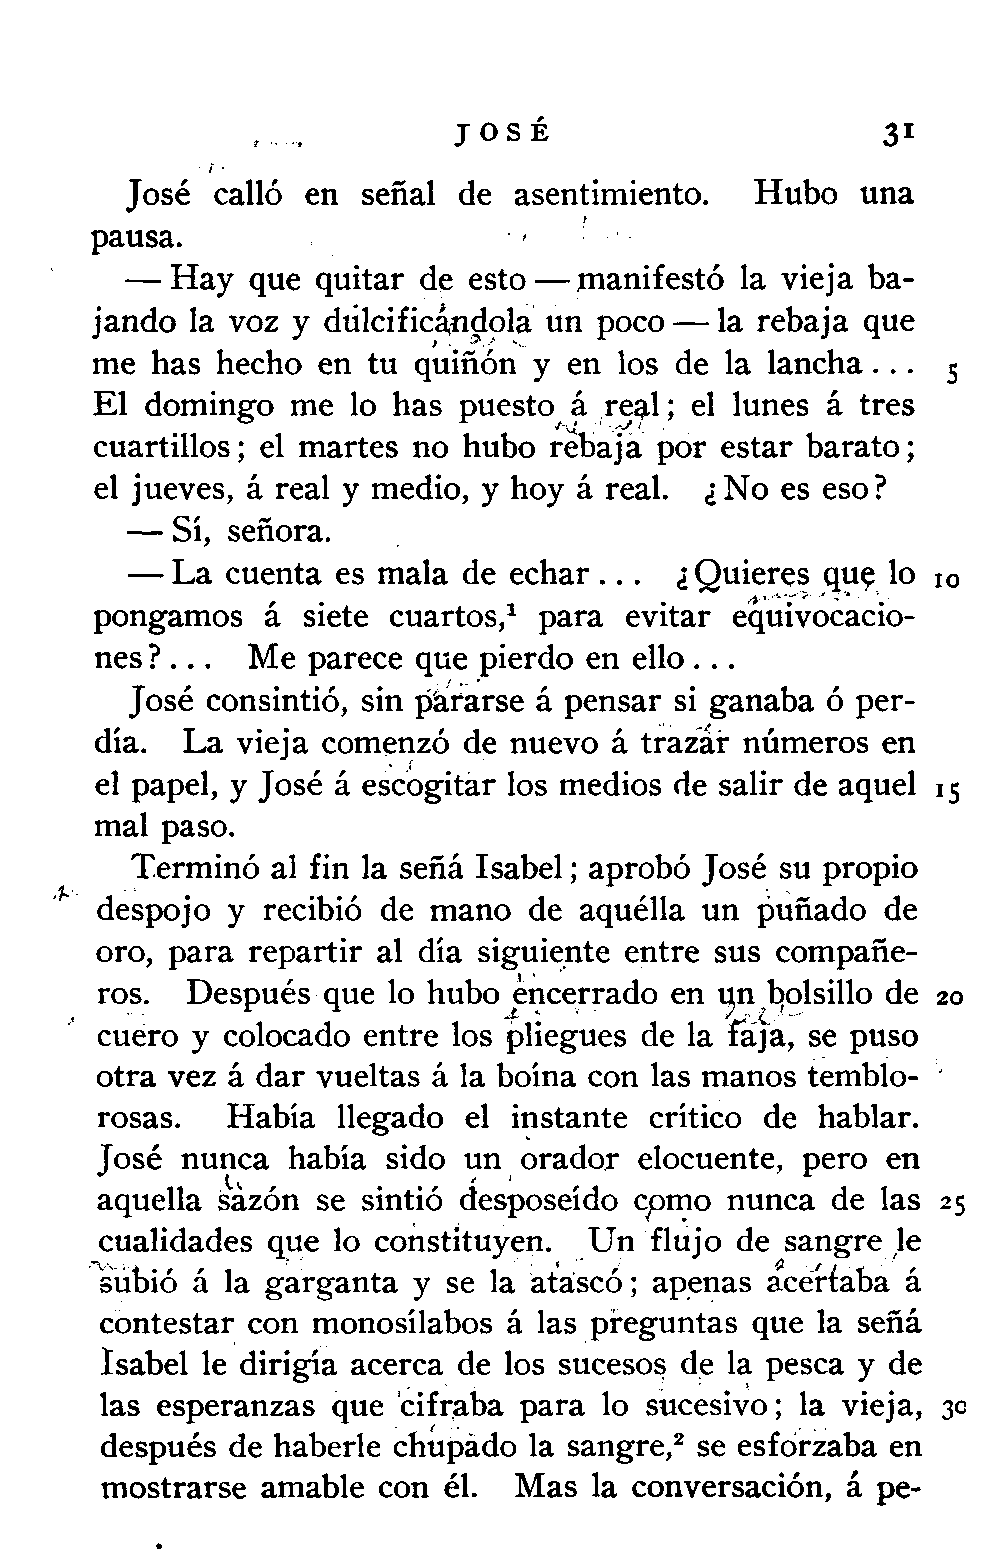 JOSÉ 31
José calló en señal de asentimiento. Hubo una
pausa.
— Hay que quitar de esto — manifestó la vieja ba-
jando la voz y dulcificándola un poco — la rebaja que
me has hecho en tu quiñón y en los de la lancha... 5
El domingo me lo has puesto á real; el lunes á tres
cuartillos; el martes no hubo rebaja por estar barato;
el jueves, á real y medio, y hoy á real. ¿No es eso?
— Sí, señora.
— La cuenta es mala de echar... ¿Quieres que lo 10
pongamos á siete cuartos,¹ para evitar equivocacio-
nes?... Me parece que pierdo en ello...
José consintió, sin pararse á pensar si ganaba ó per-
día. La vieja comenzó de nuevo á trazar números en
el papel, y José á escogitar los medios de salir de aquel 15
mal paso.
Terminó al fin la señá Isabel; aprobó José su propio
despojo y recibió de mano de aquélla un puñado de
oro, para repartir al día siguiente entre sus compañe-
ros. Después que lo hubo encerrado en un bolsillo de 20
cuero y colocado entre los pliegues de la faja, se puso
otra vez á dar vueltas á la boína con las manos temblo-
rosas. Había llegado el instante crítico de hablar.
José nunca había sido un orador elocuente, pero en
aquella sazón se sintió desposeído como nunca de las 25
cualidades que lo constituyen. Un flujo de sangre le
subió á la garganta y se la atascó; apenas acertaba á
contestar con monosílabos á las preguntas que la señá
Isabel le dirigía acerca de los sucesos de la pesca y de
las esperanzas que cifraba para lo sucesivo; la vieja, 30
después de haberle chupado la sangre,² se esforzaba en
mostrarse amable con él. Mas la conversación, á pe-